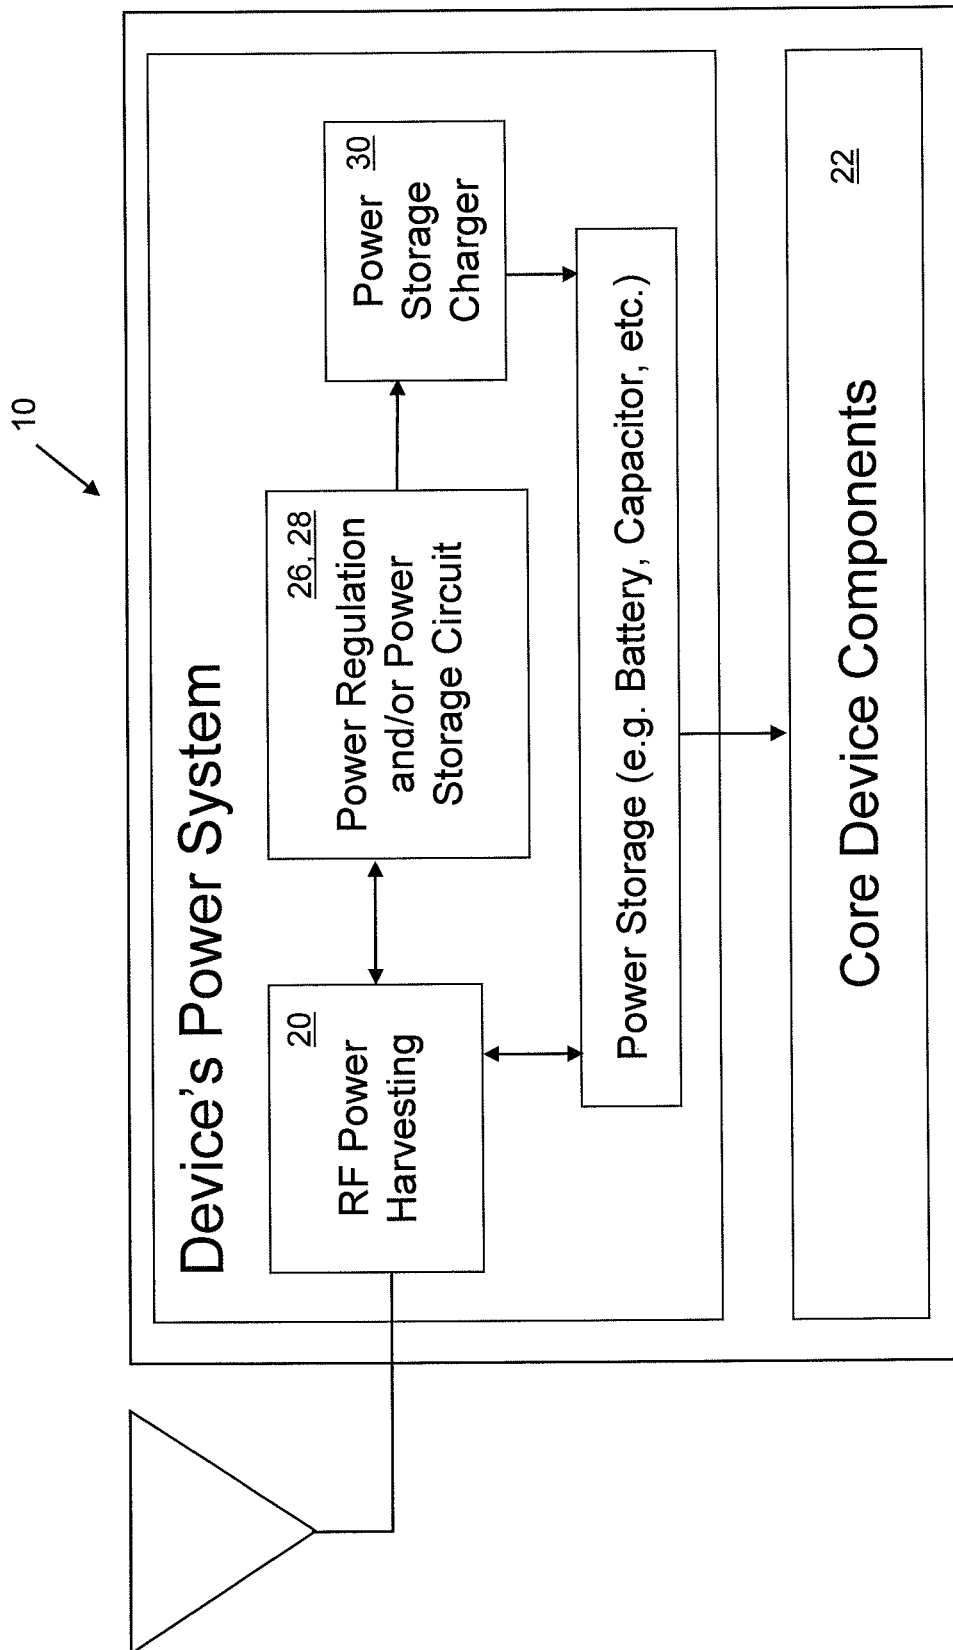 10
Device's Power System
20
RF Power
Harvesting
26, 28
Power Regulation
and/or Power
Storage Circuit
30
Power
Storage
Charger
Power Storage (e.g. Battery, Capacitor, etc.)
22
Core Device Components